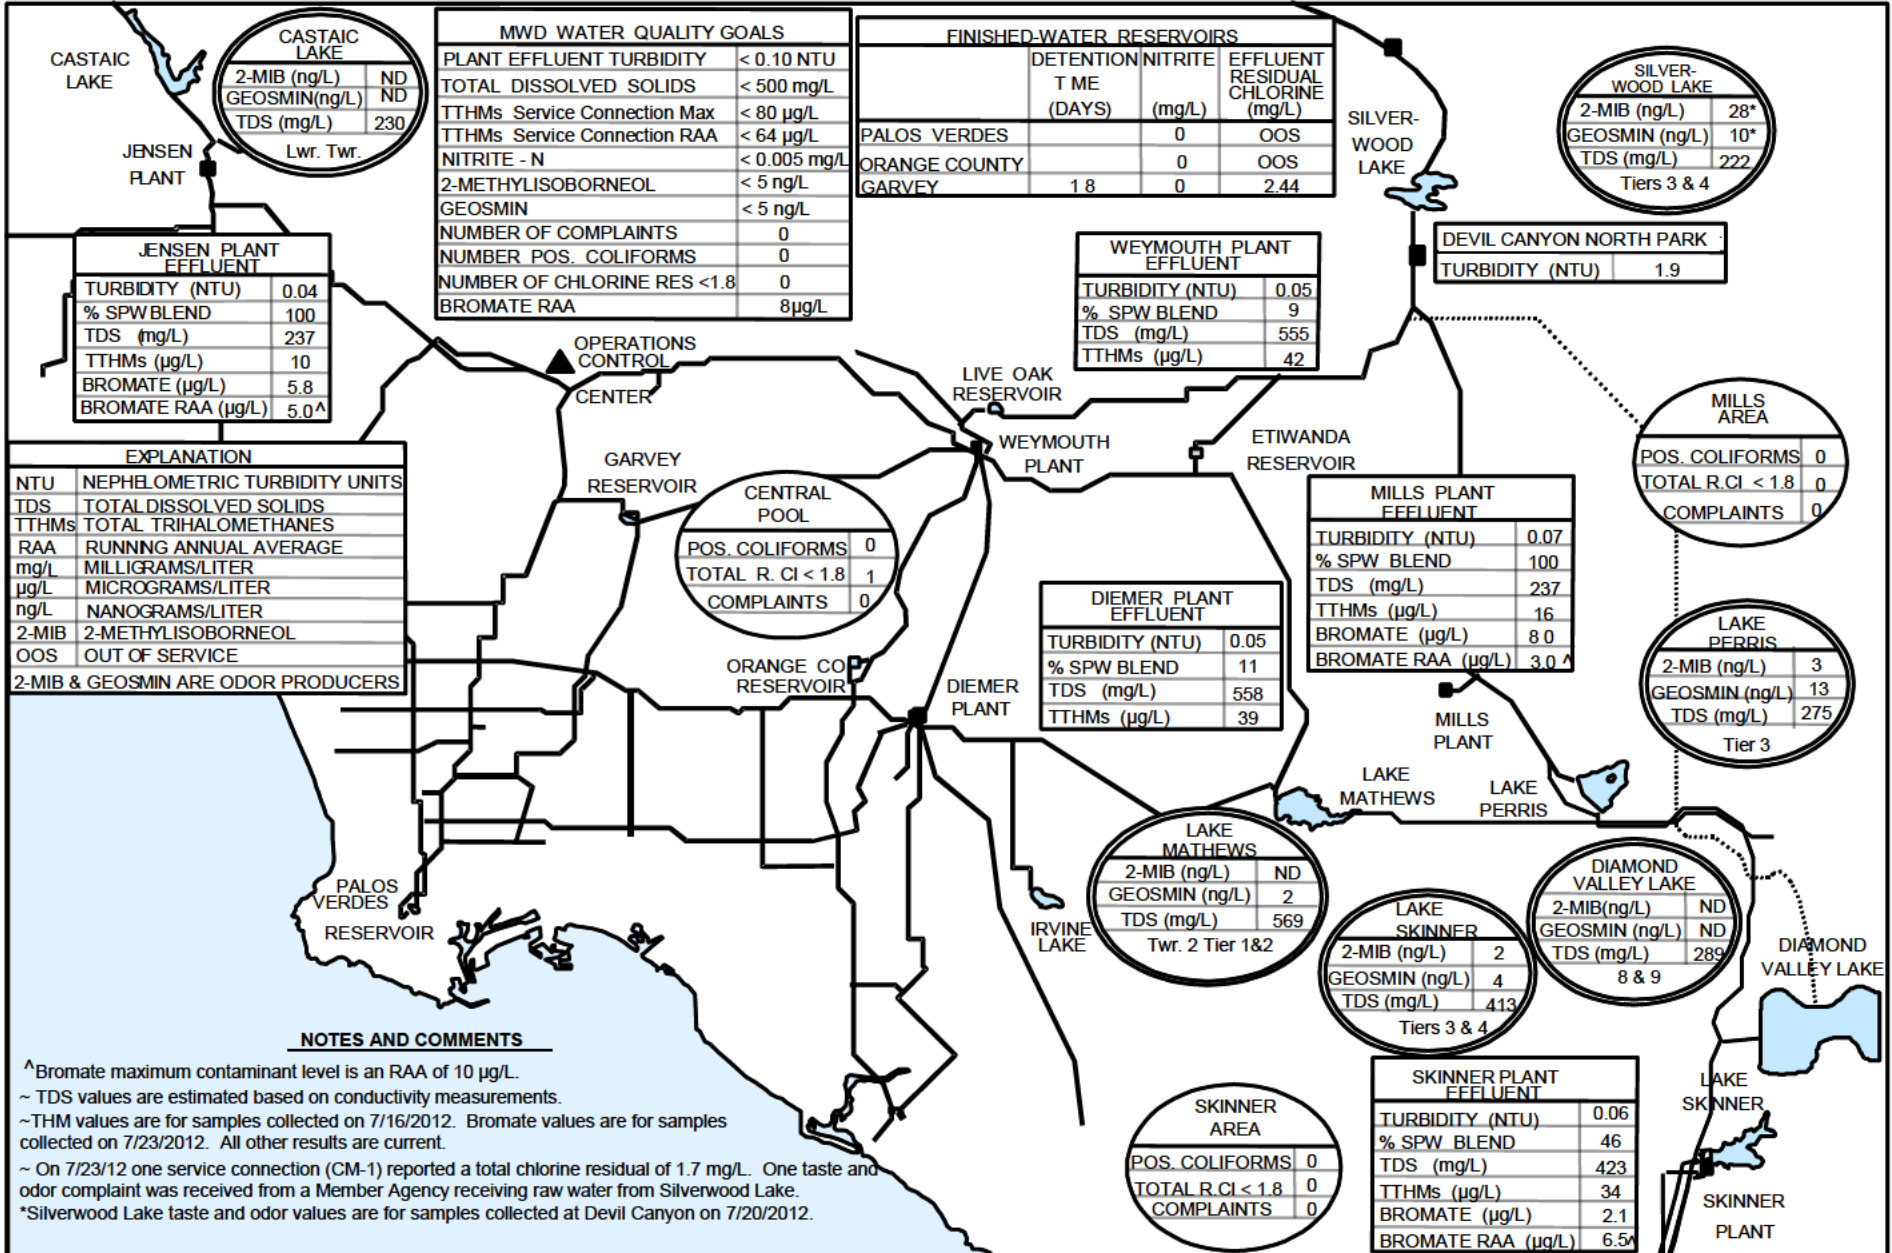 CASTAIC
LAKE
CASTAIC
LAKE
2-MIB (ng/L) ND
GEOSMIN(ng/L) ND
TDS (mg/L) 230
Lwr. Twr.
JENSEN
PLANT
MWD WATER QUALITY GOALS
PLANT EFFLUENT TURBIDITY < 0.10 NTU
TOTAL DISSOLVED SOLIDS < 500 mg/L
TTHMs Service Connection Max < 80 µg/L
TTHMs Service Connection RAA < 64 µg/L
NITRITE - N < 0.005 mg/L
2-METHYLISOBORNEOL < 5 ng/L
GEOSMIN < 5 ng/L
NUMBER OF COMPLAINTS 0
NUMBER POS. COLIFORMS 0
NUMBER OF CHLORINE RES <1.8 0
BROMATE RAA 8µg/L
FINISHED-WATER RESERVOIRS
DETENTION NITRITE EFFLUENT
T ME RESIDUAL
CHLORINE
(DAYS) (mg/L) (mg/L)
PALOS VERDES 0 OOS
ORANGE COUNTY 0 OOS
GARVEY 1 8 0 2.44
SILVER-
WOOD
LAKE
SILVER-
WOOD LAKE
2-MIB (ng/L) 28*
GEOSMIN (ng/L) 10*
TDS (mg/L) 222
Tiers 3 & 4
DEVIL CANYON NORTH PARK
TURBIDITY (NTU) 1.9
JENSEN PLANT
EFFLUENT
TURBIDITY (NTU) 0.04
% SPW BLEND 100
TDS (mg/L) 237
TTHMs (µg/L) 10
BROMATE (µg/L) 5.8
BROMATE RAA (µg/L) 5.0^
WEYMOUTH PLANT
EFFLUENT
TURBIDITY (NTU) 0.05
% SPW BLEND 9
TDS (mg/L) 555
TTHMs (µg/L) 42
OPERATIONS
CONTROL
CENTER
LIVE OAK
RESERVOIR
WEYMOUTH
PLANT
ETIWANDA
RESERVOIR
MILLS
AREA
POS. COLIFORMS 0
TOTAL R.Cl < 1.8 0
COMPLAINTS 0
EXPLANATION
NTU NEPHELOMETRIC TURBIDITY UNITS
TDS TOTAL DISSOLVED SOLIDS
TTHMs TOTAL TRIHALOMETHANES
RAA RUNNING ANNUAL AVERAGE
mg/L MILLIGRAMS/LITER
µg/L MICROGRAMS/LITER
ng/L NANOGRAMS/LITER
2-MIB 2-METHYLISOBORNEOL
OOS OUT OF SERVICE
2-MIB & GEOSMIN ARE ODOR PRODUCERS
GARVEY
RESERVOIR
CENTRAL
POOL
POS. COLIFORMS 0
TOTAL R. Cl < 1.8 1
COMPLAINTS 0
MILLS PLANT
EFFLUENT
TURBIDITY (NTU) 0.07
% SPW BLEND 100
TDS (mg/L) 237
TTHMs (µg/L) 16
BROMATE (µg/L) 8 0
BROMATE RAA (µg/L) 3.0 ^
DIEMER PLANT
EFFLUENT
TURBIDITY (NTU) 0.05
% SPW BLEND 11
TDS (mg/L) 558
TTHMs (µg/L) 39
LAKE
PERRIS
2-MIB (ng/L) 3
GEOSMIN (ng/L) 13
TDS (mg/L) 275
Tier 3
ORANGE CO
RESERVOIR
DIEMER
PLANT
MILLS
PLANT
LAKE
MATHEWS
LAKE
PERRIS
LAKE
MATHEWS
2-MIB (ng/L) ND
GEOSMIN (ng/L) 2
TDS (mg/L) 569
Twr. 2 Tier 1&2
DIAMOND
VALLEY LAKE
2-MIB(ng/L) ND
GEOSMIN (ng/L) ND
TDS (mg/L) 289
8 & 9
PALOS
VERDES
RESERVOIR
IRVINE
LAKE
LAKE
SKINNER
2-MIB (ng/L) 2
GEOSMIN (ng/L) 4
TDS (mg/L) 413
Tiers 3 & 4
DIAMOND
VALLEY LAKE
NOTES AND COMMENTS
^Bromate maximum contaminant level is an RAA of 10 µg/L.
~ TDS values are estimated based on conductivity measurements.
~THM values are for samples collected on 7/16/2012. Bromate values are for samples
collected on 7/23/2012. All other results are current.
~ On 7/23/12 one service connection (CM-1) reported a total chlorine residual of 1.7 mg/L. One taste and
odor complaint was received from a Member Agency receiving raw water from Silverwood Lake.
*Silverwood Lake taste and odor values are for samples collected at Devil Canyon on 7/20/2012.
SKINNER
AREA
POS. COLIFORMS 0
TOTAL R.Cl < 1.8 0
COMPLAINTS 0
SKINNER PLANT
EFFLUENT
TURBIDITY (NTU) 0.06
% SPW BLEND 46
TDS (mg/L) 423
TTHMs (µg/L) 34
BROMATE (µg/L) 2.1
BROMATE RAA (µg/L) 6.5^
LAKE
SKINNER
SKINNER
PLANT